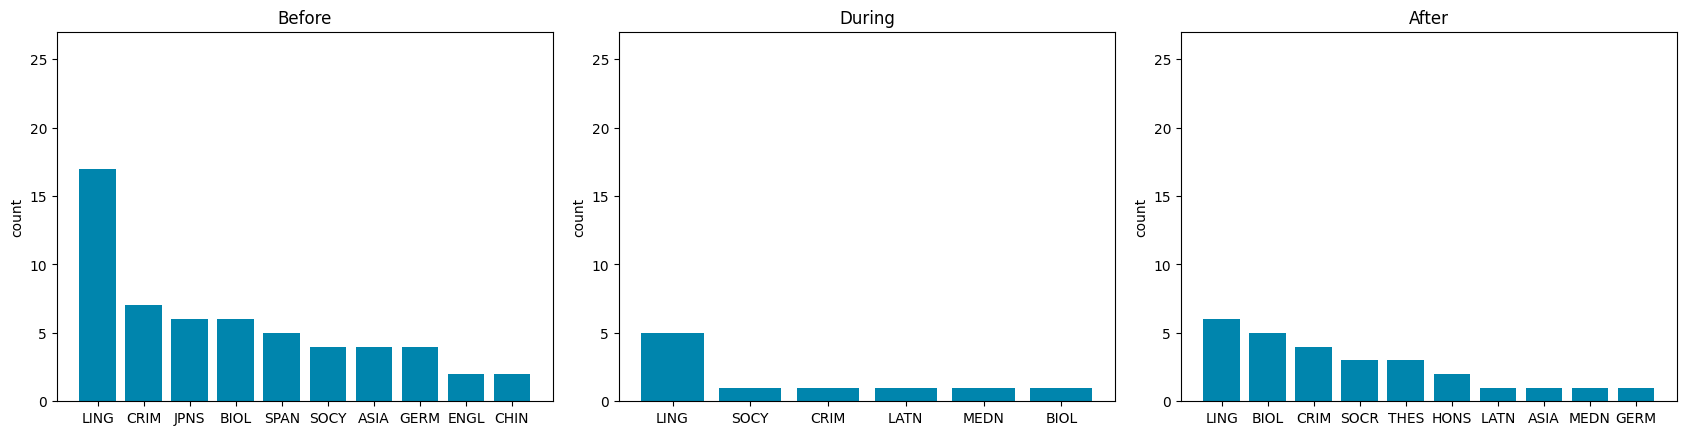 Before
25
20
15
10
5
0
count
LING CRIM JPNS BIOL SPAN SOCY ASIA GERM ENGL CHIN
During
25
20
15
10
5
0
count
LING SOCY CRIM LATN MEDN BIOL
After
25
20
15
10
5
0
count
LING BIOL CRIM SOCR THES HONS LATN ASIA MEDN GERM